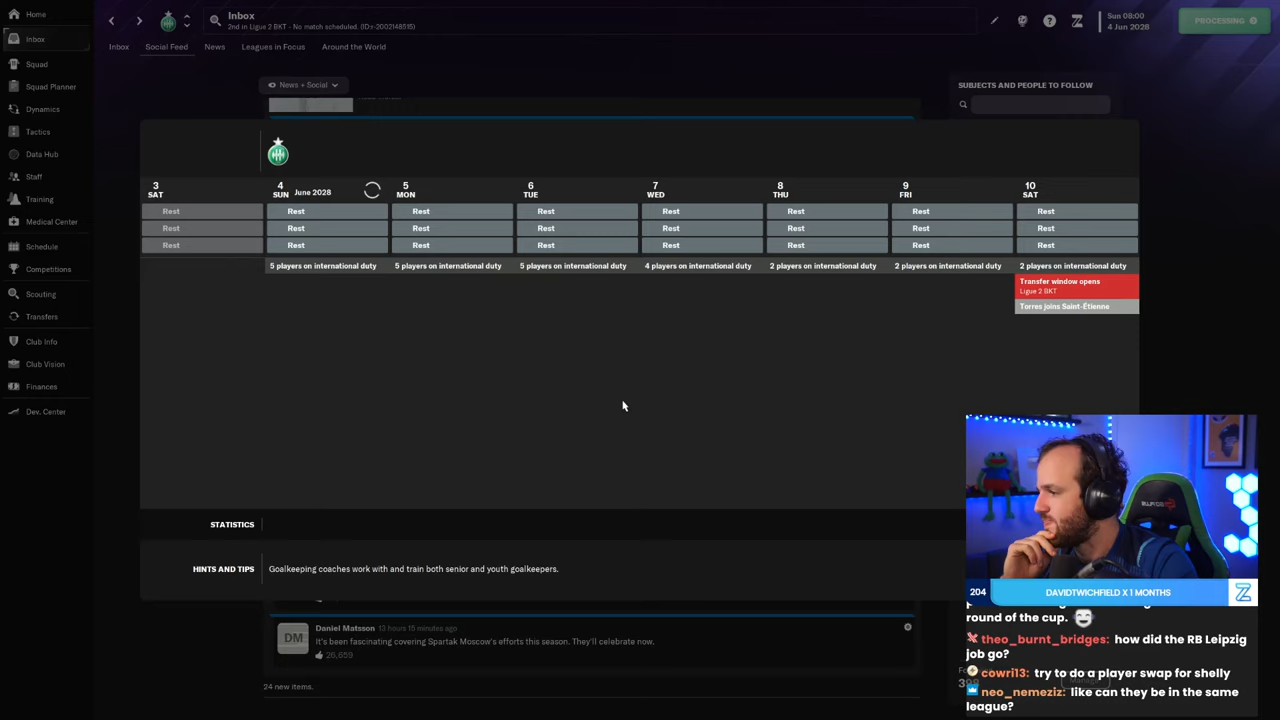 Home
Inbox
Squad
Squad Planner
Dynamics
Tactics
Data Hub
Staff
Training
Medical Center
Schedule
Competitions
Scouting
Transfers
Club Info
Club Vision
Finances
Dev. Center
Inbox
2nd in Ligue 2 BKT - No match scheduled. (ID:r-2002148515)
Sun 08:00
4 Jun 2028
PROCESSING
Inbox Social Feed News Leagues in Focus Around the World
News + Social
SUBJECTS AND PEOPLE TO FOLLOW
3 SAT
4 SUN June 2028
5 MON
6 TUE
7 WED
8 THU
9 FRI
10 SAT
Rest Rest Rest Rest Rest Rest Rest Rest
Rest Rest Rest Rest Rest Rest Rest Rest
Rest Rest Rest Rest Rest Rest Rest Rest
5 players on international duty 5 players on international duty 5 players on international duty 4 players on international duty 2 players on international duty 2 players on international duty 2 players on international duty
Transfer window opens
Ligue 2 BKT
Torres joins Saint-Étienne
STATISTICS
HINTS AND TIPS Goalkeeping coaches work with and train both senior and youth goalkeepers.
DM
Daniel Matsson 13 hours 15 minutes ago
It's been fascinating covering Spartak Moscow's efforts this season. They'll celebrate now.
26,659
24 new items.
204 DAVIDTWICHFIELD X 1 MONTHS
round of the cup.
theo_burnt_bridges: how did the RB Leipzig
job go?
cowri13: try to do a player swap for shelly
neo_nemeziz: like can they be in the same
league?